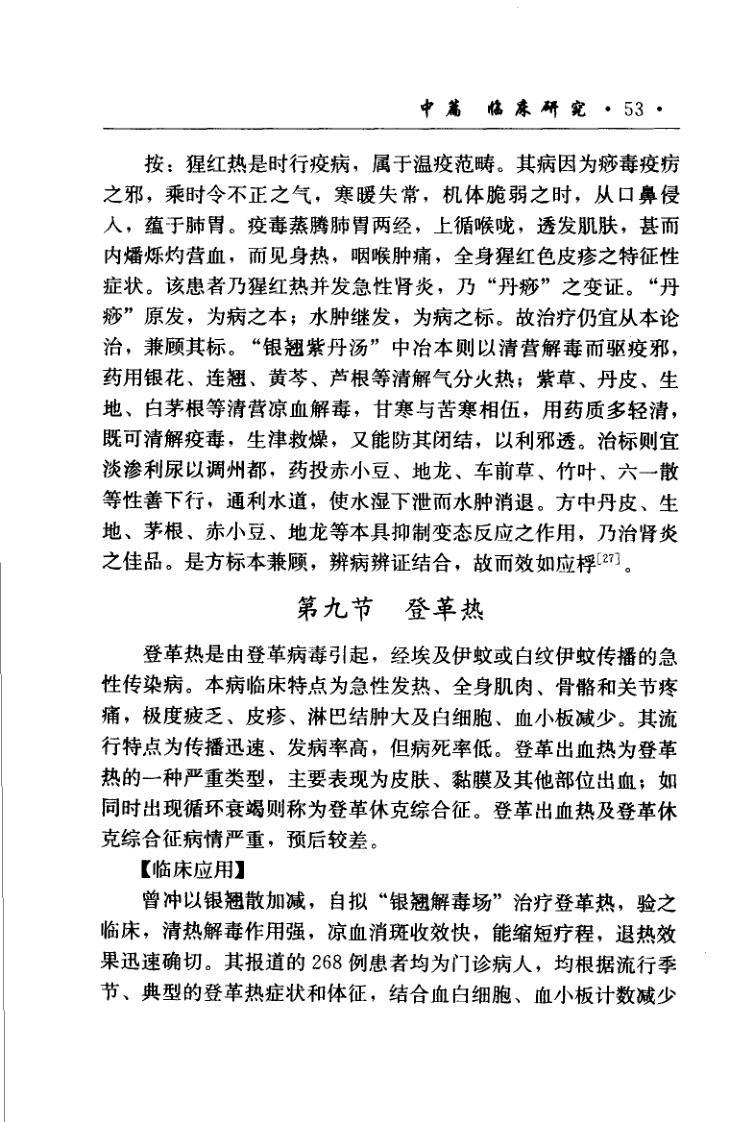 中篇 临床研究 · 53 ·
按：猩红热是时行疫病，属于温疫范畴。其病因为痧毒疫疠
之邪，乘时令不正之气，寒暖失常，机体脆弱之时，从口鼻侵
入，蕴于肺胃。疫毒蒸腾肺胃两经，上循喉咙，透发肌肤，甚而
内燔烁灼营血，而见身热，咽喉肿痛，全身猩红色皮疹之特征性
症状。该患者乃猩红热并发急性肾炎，乃“丹痧”之变证。“丹
痧”原发，为病之本；水肿继发，为病之标。故治疗仍宜从本论
治，兼顾其标。“银翘紫丹汤”中冶本则以清营解毒而驱疫邪，
药用银花、连翘、黄芩、芦根等清解气分火热；紫草、丹皮、生
地、白茅根等清营凉血解毒，甘寒与苦寒相伍，用药质多轻清，
既可清解疫毒，生津救燥，又能防其闭结，以利邪透。治标则宜
淡渗利尿以调州都，药投赤小豆、地龙、车前草、竹叶、六一散
等性善下行，通利水道，使水湿下泄而水肿消退。方中丹皮、生
地、茅根、赤小豆、地龙等本具抑制变态反应之作用，乃治肾炎
之佳品。是方标本兼顾，辨病辨证结合，故而效如应桴[27]。
第九节 登革热
登革热是由登革病毒引起，经埃及伊蚊或白纹伊蚊传播的急
性传染病。本病临床特点为急性发热、全身肌肉、骨骼和关节疼
痛，极度疲乏、皮疹、淋巴结肿大及白细胞、血小板减少。其流
行特点为传播迅速、发病率高，但病死率低。登革出血热为登革
热的一种严重类型，主要表现为皮肤、黏膜及其他部位出血；如
同时出现循环衰竭则称为登革休克综合征。登革出血热及登革休
克综合征病情严重，预后较差。
【临床应用】
曾冲以银翘散加减，自拟“银翘解毒场”治疗登革热，验之
临床，清热解毒作用强，凉血消斑收效快，能缩短疗程，退热效
果迅速确切。其报道的 268 例患者均为门诊病人，均根据流行季
节、典型的登革热症状和体征，结合血白细胞、血小板计数减少